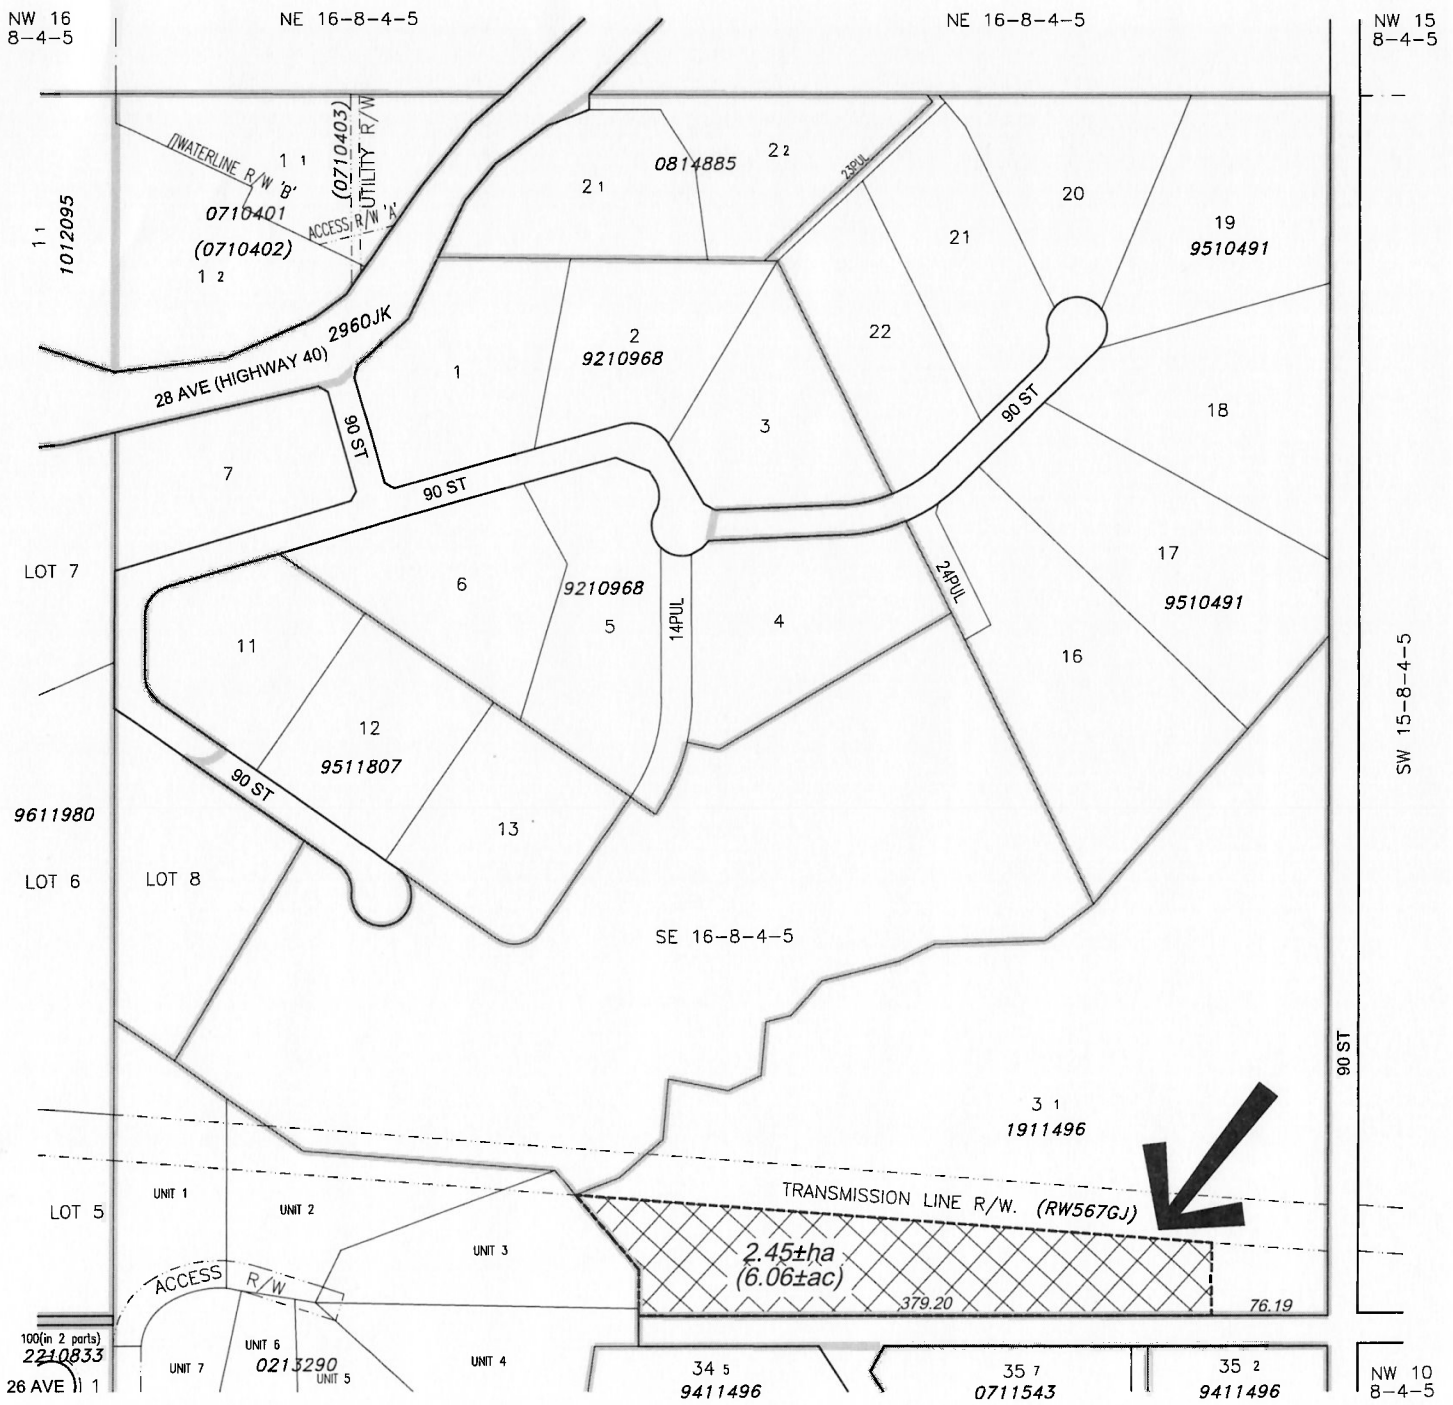 NW 16
8-4-5
NE 16-8-4-5
NE 16-8-4-5
NW 15
8-4-5
WATERLINE R/W 'B'
1 1
(0710403)
UTILITY R/W
0710401
ACCESS R/W 'A'
(0710402)
1 2
1 1
1012095
2 1
0814885
2 2
23PUL
20
21
19
9510491
22
2960JK
28 AVE (HIGHWAY 40)
2
9210968
1
3
90 ST
18
90 ST
7
90 ST
17
9510491
24PUL
LOT 7
6
9210968
5
14PUL
4
11
16
SW 15-8-4-5
12
9511807
90 ST
13
9611980
LOT 6
LOT 8
SE 16-8-4-5
90 ST
3 1
1911496
TRANSMISSION LINE R/W. (RW567GJ)
LOT 5
UNIT 1
UNIT 2
UNIT 3
2.45±ha
(6.06±ac)
379.20
76.19
ACCESS R/W
100(in 2 parts)
2210833
26 AVE
1
UNIT 7
UNIT 6
0213290
UNIT 5
UNIT 4
34 5
9411496
35 7
0711543
35 2
9411496
NW 10
8-4-5